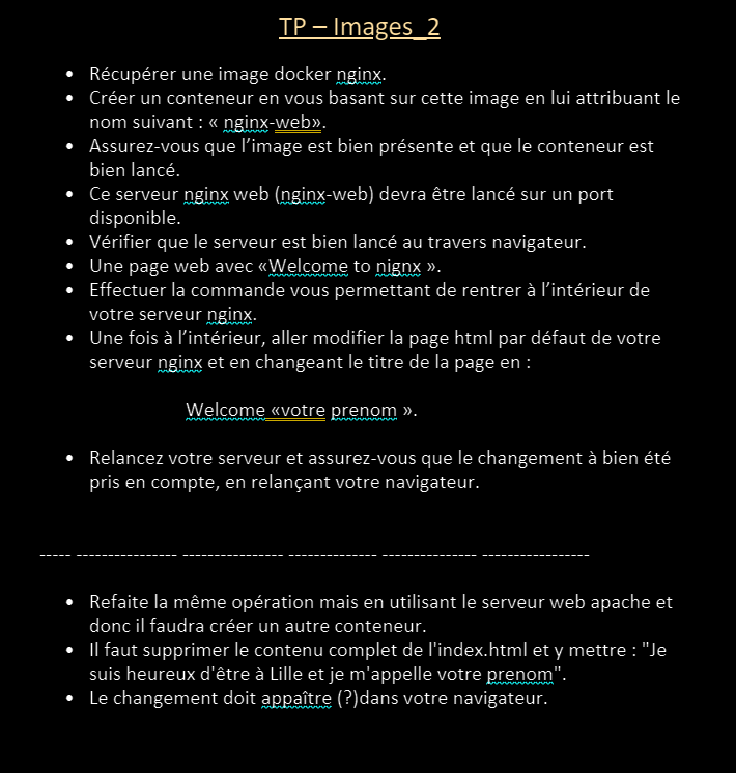 TP – Images_2
• Récupérer une image docker nginx.
• Créer un conteneur en vous basant sur cette image en lui attribuant le
nom suivant : « nginx-web».
• Assurez-vous que l’image est bien présente et que le conteneur est
bien lancé.
• Ce serveur nginx web (nginx-web) devra être lancé sur un port
disponible.
• Vérifier que le serveur est bien lancé au travers navigateur.
• Une page web avec «Welcome to nignx ».
• Effectuer la commande vous permettant de rentrer à l’intérieur de
votre serveur nginx.
• Une fois à l’intérieur, aller modifier la page html par défaut de votre
serveur nginx et en changeant le titre de la page en :
Welcome «votre prenom ».
• Relancez votre serveur et assurez-vous que le changement à bien été
pris en compte, en relançant votre navigateur.
----- ---------------- ---------------- -------------- --------------- -----------------
• Refaite la même opération mais en utilisant le serveur web apache et
donc il faudra créer un autre conteneur.
• Il faut supprimer le contenu complet de l'index.html et y mettre : "Je
suis heureux d'être à Lille et je m'appelle votre prenom".
• Le changement doit appaître (?)dans votre navigateur.